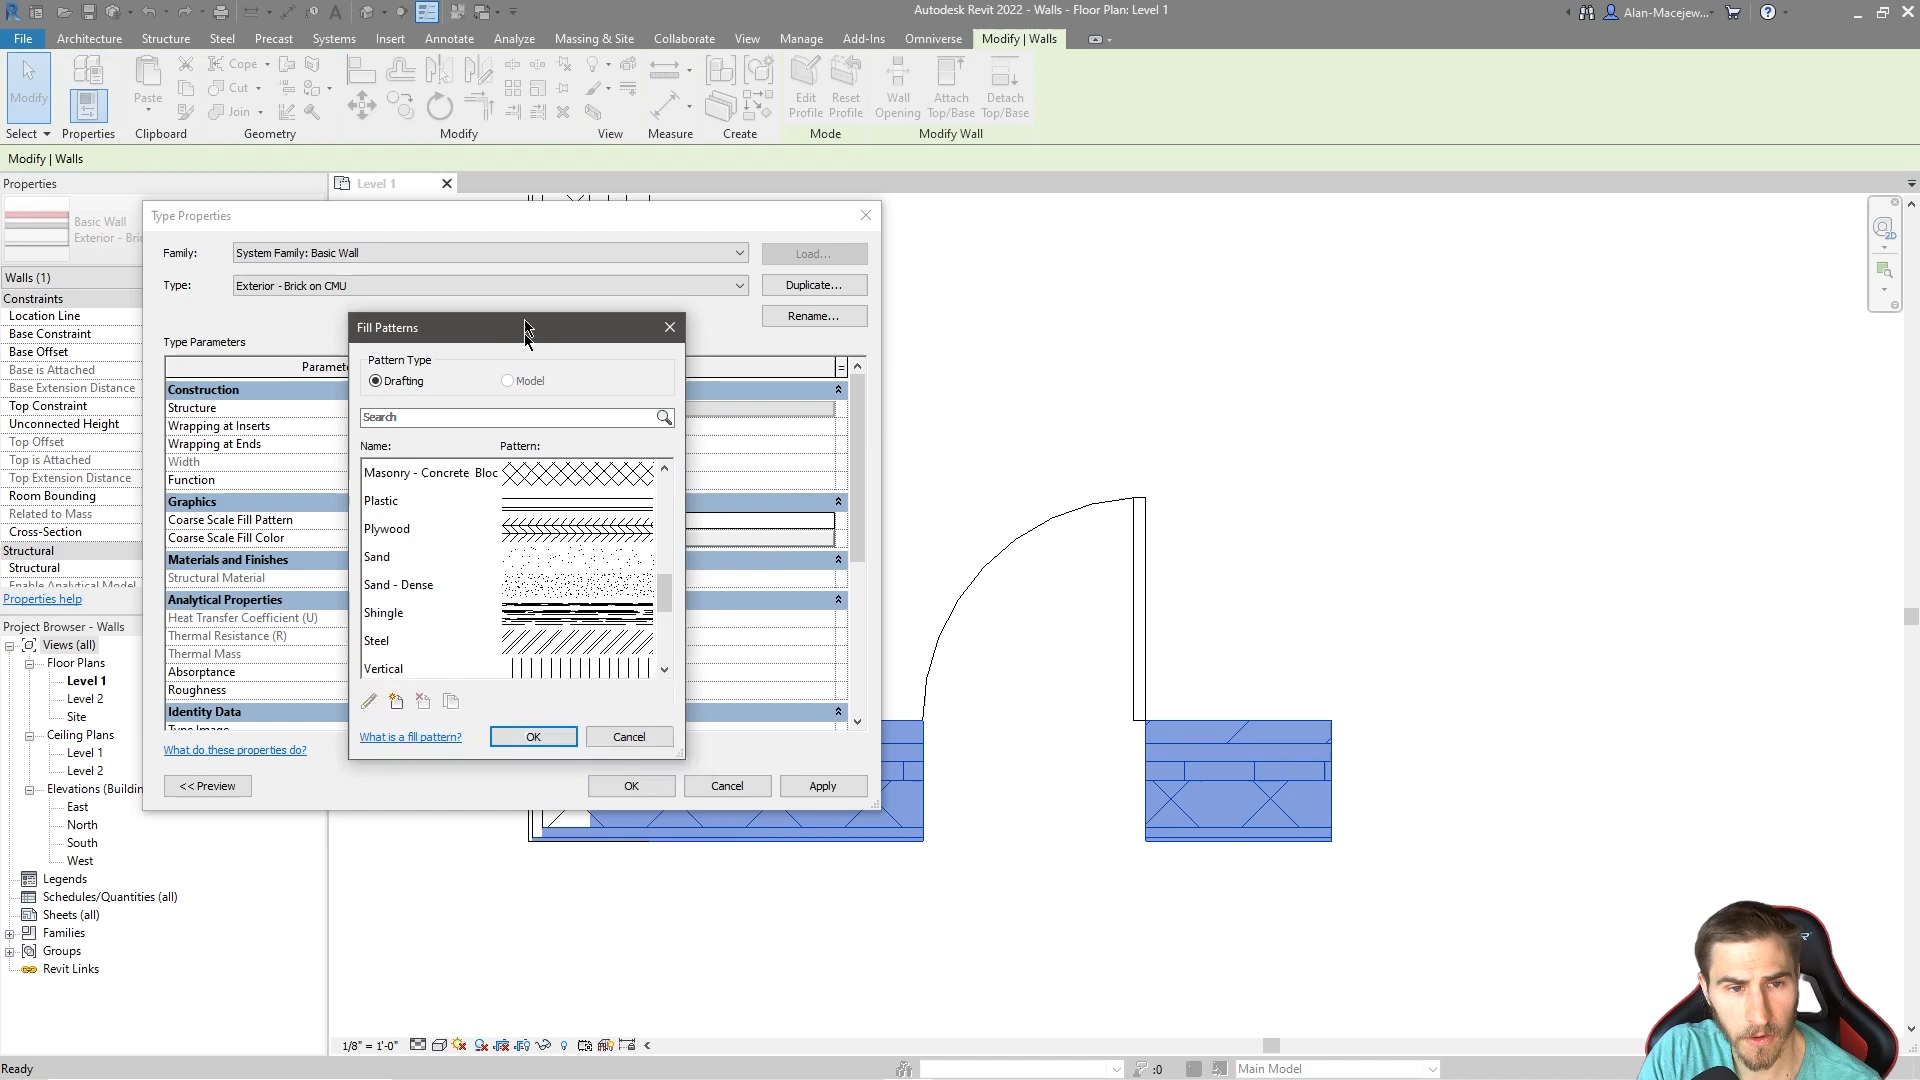 Autodesk Revit 2022 - Walls - Floor Plan: Level 1
Alan-Macejew...
File Architecture Structure Steel Precast Systems Insert Annotate Analyze Massing & Site Collaborate View Manage Add-Ins Omniverse Modify | Walls
Modify
Paste
Cope
Cut
Join
Edit Profile
Reset Profile
Wall Opening
Attach Top/Base
Detach Top/Base
Select Properties Clipboard Geometry Modify View Measure Create Mode Modify Wall
Modify | Walls
Properties
Basic Wall
Exterior - Bri
Walls (1)
Constraints
Location Line
Base Constraint
Base Offset
Base is Attached
Base Extension Distance
Top Constraint
Unconnected Height
Top Offset
Top is Attached
Top Extension Distance
Room Bounding
Related to Mass
Cross-Section
Structural
Structural
Enable Analytical Model
Properties help
Project Browser - Walls
Views (all)
Floor Plans
Level 1
Level 2
Site
Ceiling Plans
Level 1
Level 2
Elevations (Buildin
East
North
South
West
Legends
Schedules/Quantities (all)
Sheets (all)
Families
Groups
Revit Links
Level 1
2D
Type Properties
Family: System Family: Basic Wall Load...
Type: Exterior - Brick on CMU Duplicate...
Rename...
Type Parameters
Paramete =
Construction
Structure
Wrapping at Inserts
Wrapping at Ends
Width
Function
Graphics
Coarse Scale Fill Pattern
Coarse Scale Fill Color
Materials and Finishes
Structural Material
Analytical Properties
Heat Transfer Coefficient (U)
Thermal Resistance (R)
Thermal Mass
Absorptance
Roughness
Identity Data
Type Image
What do these properties do?
<< Preview OK Cancel Apply
Fill Patterns
Pattern Type
Drafting Model
Search
Name: Pattern:
Masonry - Concrete Bloc
Plastic
Plywood
Sand
Sand - Dense
Shingle
Steel
Vertical
What is a fill pattern? OK Cancel
1/8" = 1'-0"
Ready
:0
Main Model